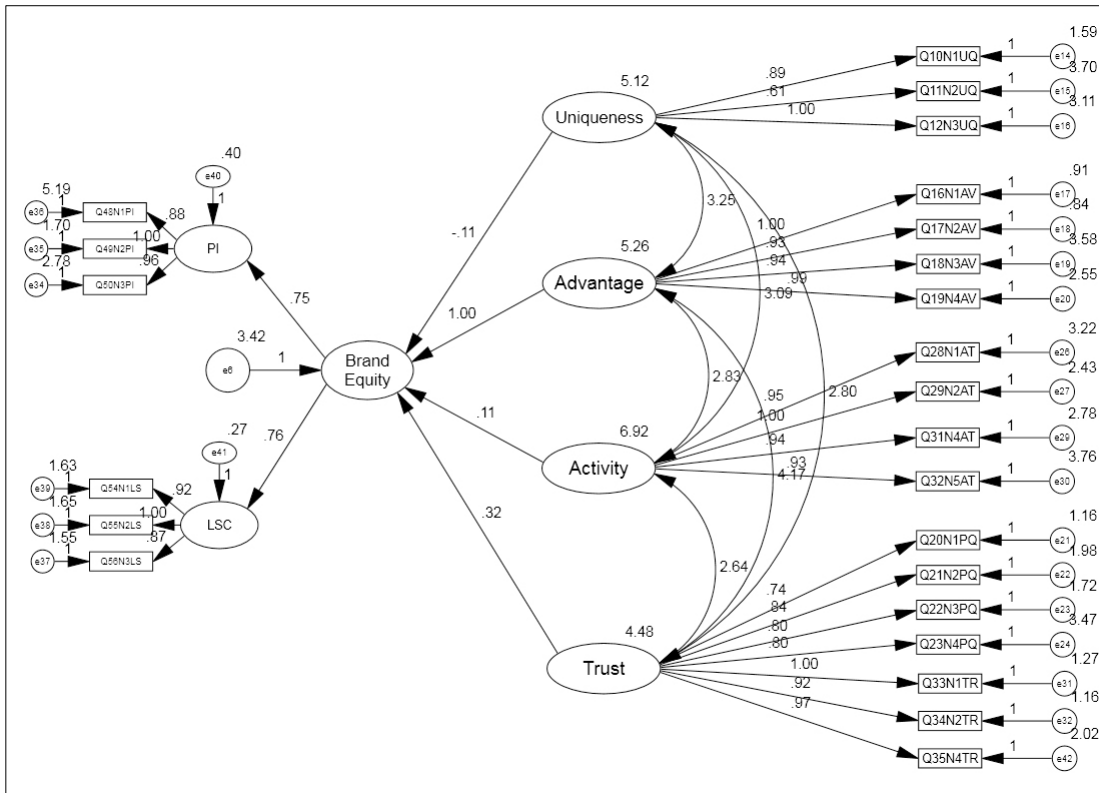 1.59
Q10N1UQ
1
e14
3.70
.89
5.12
.61
Q11N2UQ
1
e15
3.11
Uniqueness
1.00
Q12N3UQ
1
e16
.40
e40
1
.91
5.19
e36
1
Q48N1PI
.88
Q16N1AV
1
e17
.84
3.25
1.70
e35
1
Q49N2PI
1.00
PI
-.11
1.00
.93
Q17N2AV
1
e18
3.58
2.78
e34
1
Q50N3PI
.96
5.26
.94
Q18N3AV
1
e19
2.55
Advantage
.99
3.09
Q19N4AV
1
e20
.75
1.00
3.42
e6
1
Brand
Equity
3.22
Q28N1AT
1
e26
2.43
2.83
.95
2.80
Q29N2AT
1
e27
.11
1.00
2.78
6.92
.94
Q31N4AT
1
e29
3.76
.76
.27
e41
1
Activity
.93
4.17
Q32N5AT
1
e30
1.63
e39
1
Q54N1LS
.92
1.65
e38
1
Q55N2LS
1.00
LSC
.32
1.55
e37
1
Q56N3LS
.87
1.16
Q20N1PQ
1
e21
1.98
2.64
.74
Q21N2PQ
1
e22
1.72
.84
.80
Q22N3PQ
1
e23
3.47
4.48
.80
Q23N4PQ
1
e24
1.27
Trust
1.00
Q33N1TR
1
e31
1.16
.92
Q34N2TR
1
e32
2.02
.97
Q35N4TR
1
e42